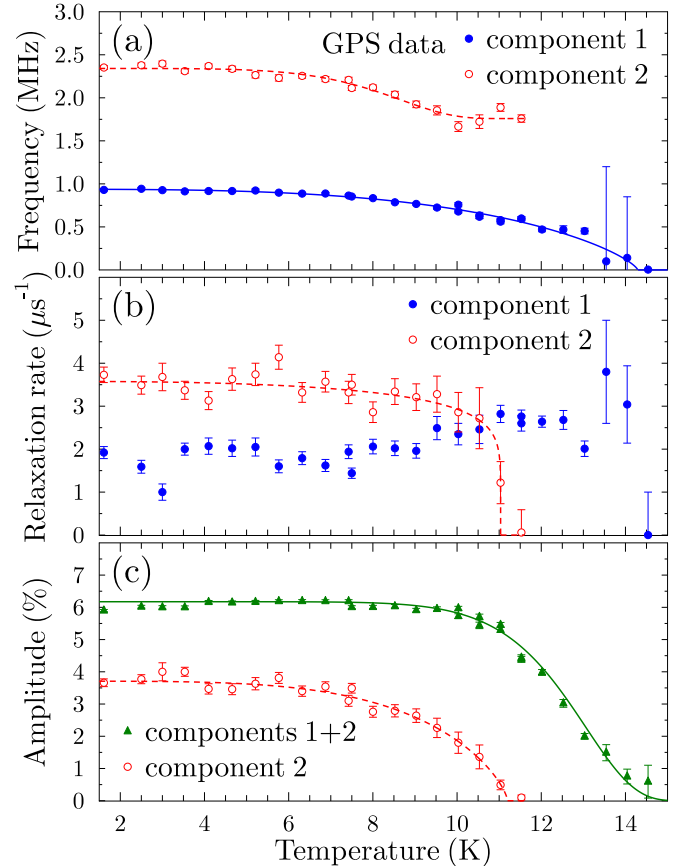 (a)
GPS data
component 1
component 2
Frequency (MHz)
3.0
2.5
2.0
1.5
1.0
0.5
0.0
(b)
component 1
component 2
Relaxation rate (μs⁻¹)
5
4
3
2
1
0
(c)
components 1+2
component 2
Amplitude (%)
7
6
5
4
3
2
1
0
2 4 6 8 10 12 14
Temperature (K)